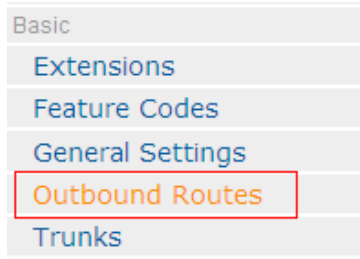 Basic
Extensions
Feature Codes
General Settings
Outbound Routes
Trunks